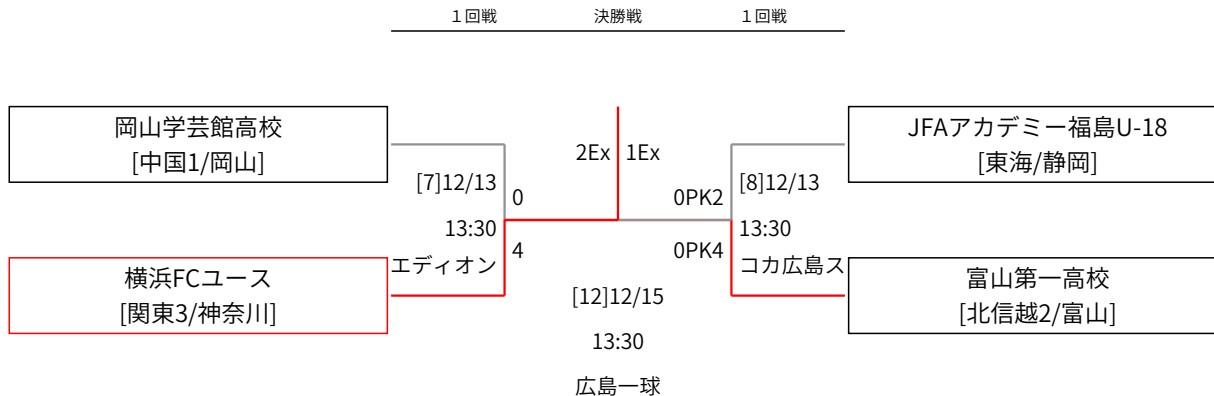 １回戦 決勝戦 １回戦
岡山学芸館高校
[中国1/岡山]
JFAアカデミー福島U-18
[東海/静岡]
2Ex 1Ex
[7]12/13
0
0PK2
[8]12/13
13:30
13:30
4
0PK4
エディオン
コカ広島ス
横浜FCユース
[関東3/神奈川]
富山第一高校
[北信越2/富山]
[12]12/15
13:30
広島一球